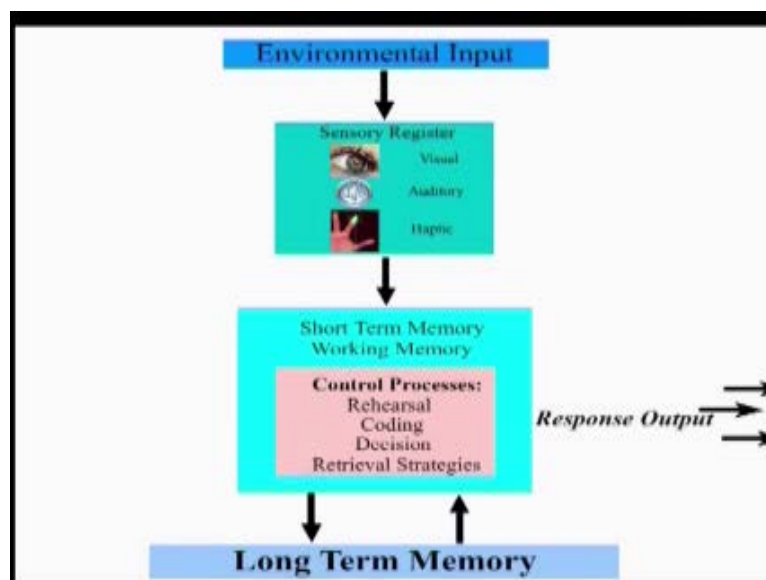 Environmental Input
Sensory Register
Visual
Auditory
Haptic
Short Term Memory
Working Memory
Control Processes:
Rehearsal
Coding
Decision
Retrieval Strategies
Response Output
Long Term Memory